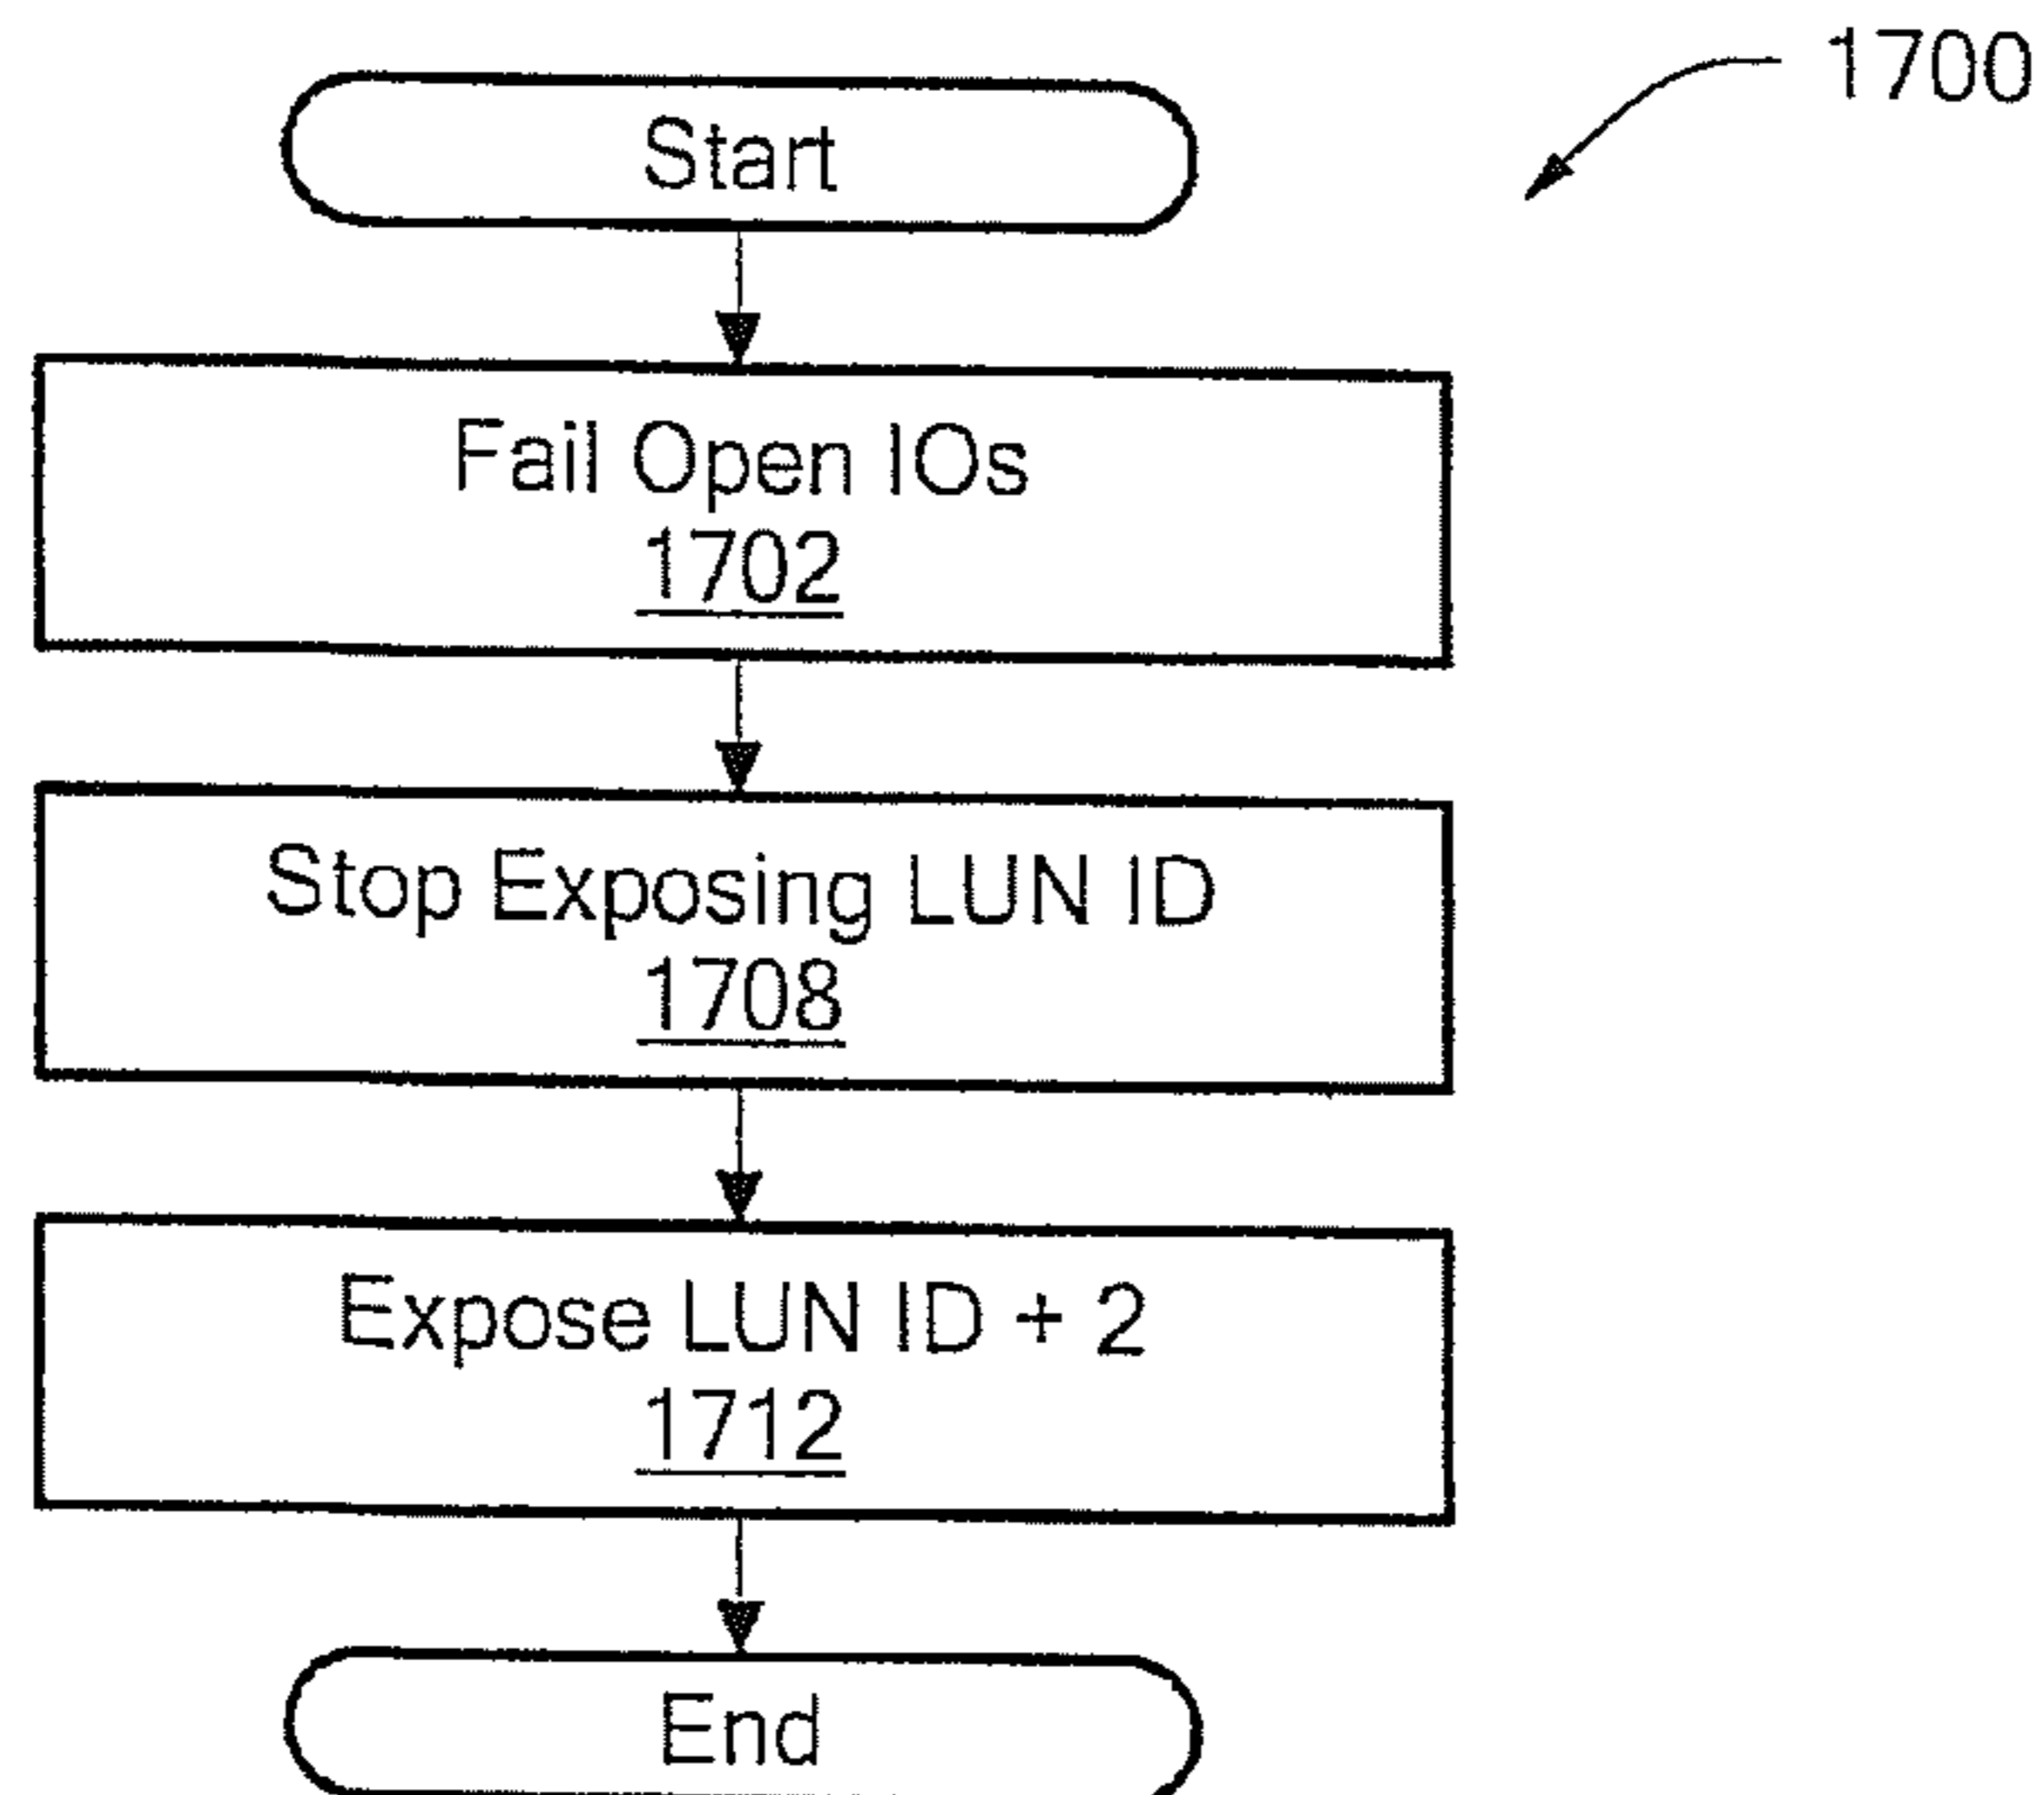 1700
Start
Fail Open IOs
1702
Stop Exposing LUN ID
1708
Expose LUN ID + 2
1712
End